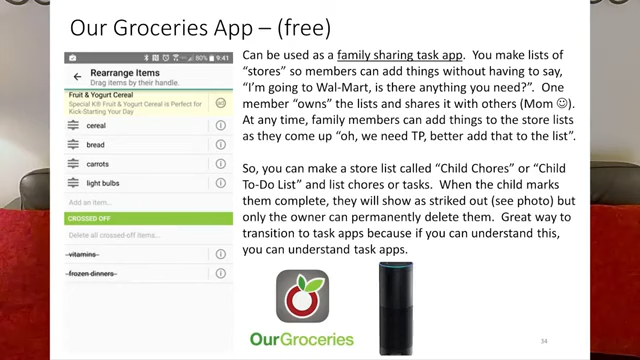 Our Groceries App – (free)
80% 9:41
Rearrange Items
Drag items by their handle.
Fruit & Yogurt Cereal
Special K® Fruit & Yogurt Cereal is Perfect for
Kick-Starting Your Day
cereal
bread
carrots
light bulbs
Add an item...
CROSSED OFF
Delete all crossed-off items...
vitamins
frozen dinners
Can be used as a family sharing task app. You make lists of
“stores” so members can add things without having to say,
“I’m going to Wal-Mart, is there anything you need?”. One
member “owns” the lists and shares it with others (Mom ☺).
At any time, family members can add things to the store lists
as they come up “oh, we need TP, better add that to the list”.
So, you can make a store list called “Child Chores” or “Child
To-Do List” and list chores or tasks. When the child marks
them complete, they will show as striked out (see photo) but
only the owner can permanently delete them. Great way to
transition to task apps because if you can understand this,
you can understand task apps.
OurGroceries
34